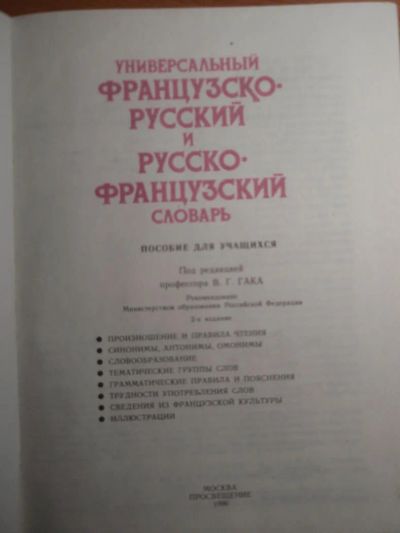 УНИВЕРСАЛЬНЫЙ
ФРАНЦУЗСКО-
РУССКИЙ
И
РУССКО-
ФРАНЦУЗСКИЙ
СЛОВАРЬ
ПОСОБИЕ ДЛЯ УЧАЩИХСЯ
Под редакцией
профессора В. Г. ГАКА
Рекомендовано
Министерством образования Российской Федерации
2-е издание
● ПРОИЗНОШЕНИЕ И ПРАВИЛА ЧТЕНИЯ
● СИНОНИМЫ, АНТОНИМЫ, ОМОНИМЫ
● СЛОВООБРАЗОВАНИЕ
● ТЕМАТИЧЕСКИЕ ГРУППЫ СЛОВ
● ГРАММАТИЧЕСКИЕ ПРАВИЛА И ПОЯСНЕНИЯ
● ТРУДНОСТИ УПОТРЕБЛЕНИЯ СЛОВ
● СВЕДЕНИЯ ИЗ ФРАНЦУЗСКОЙ КУЛЬТУРЫ
● ИЛЛЮСТРАЦИИ
МОСКВА
ПРОСВЕЩЕНИЕ